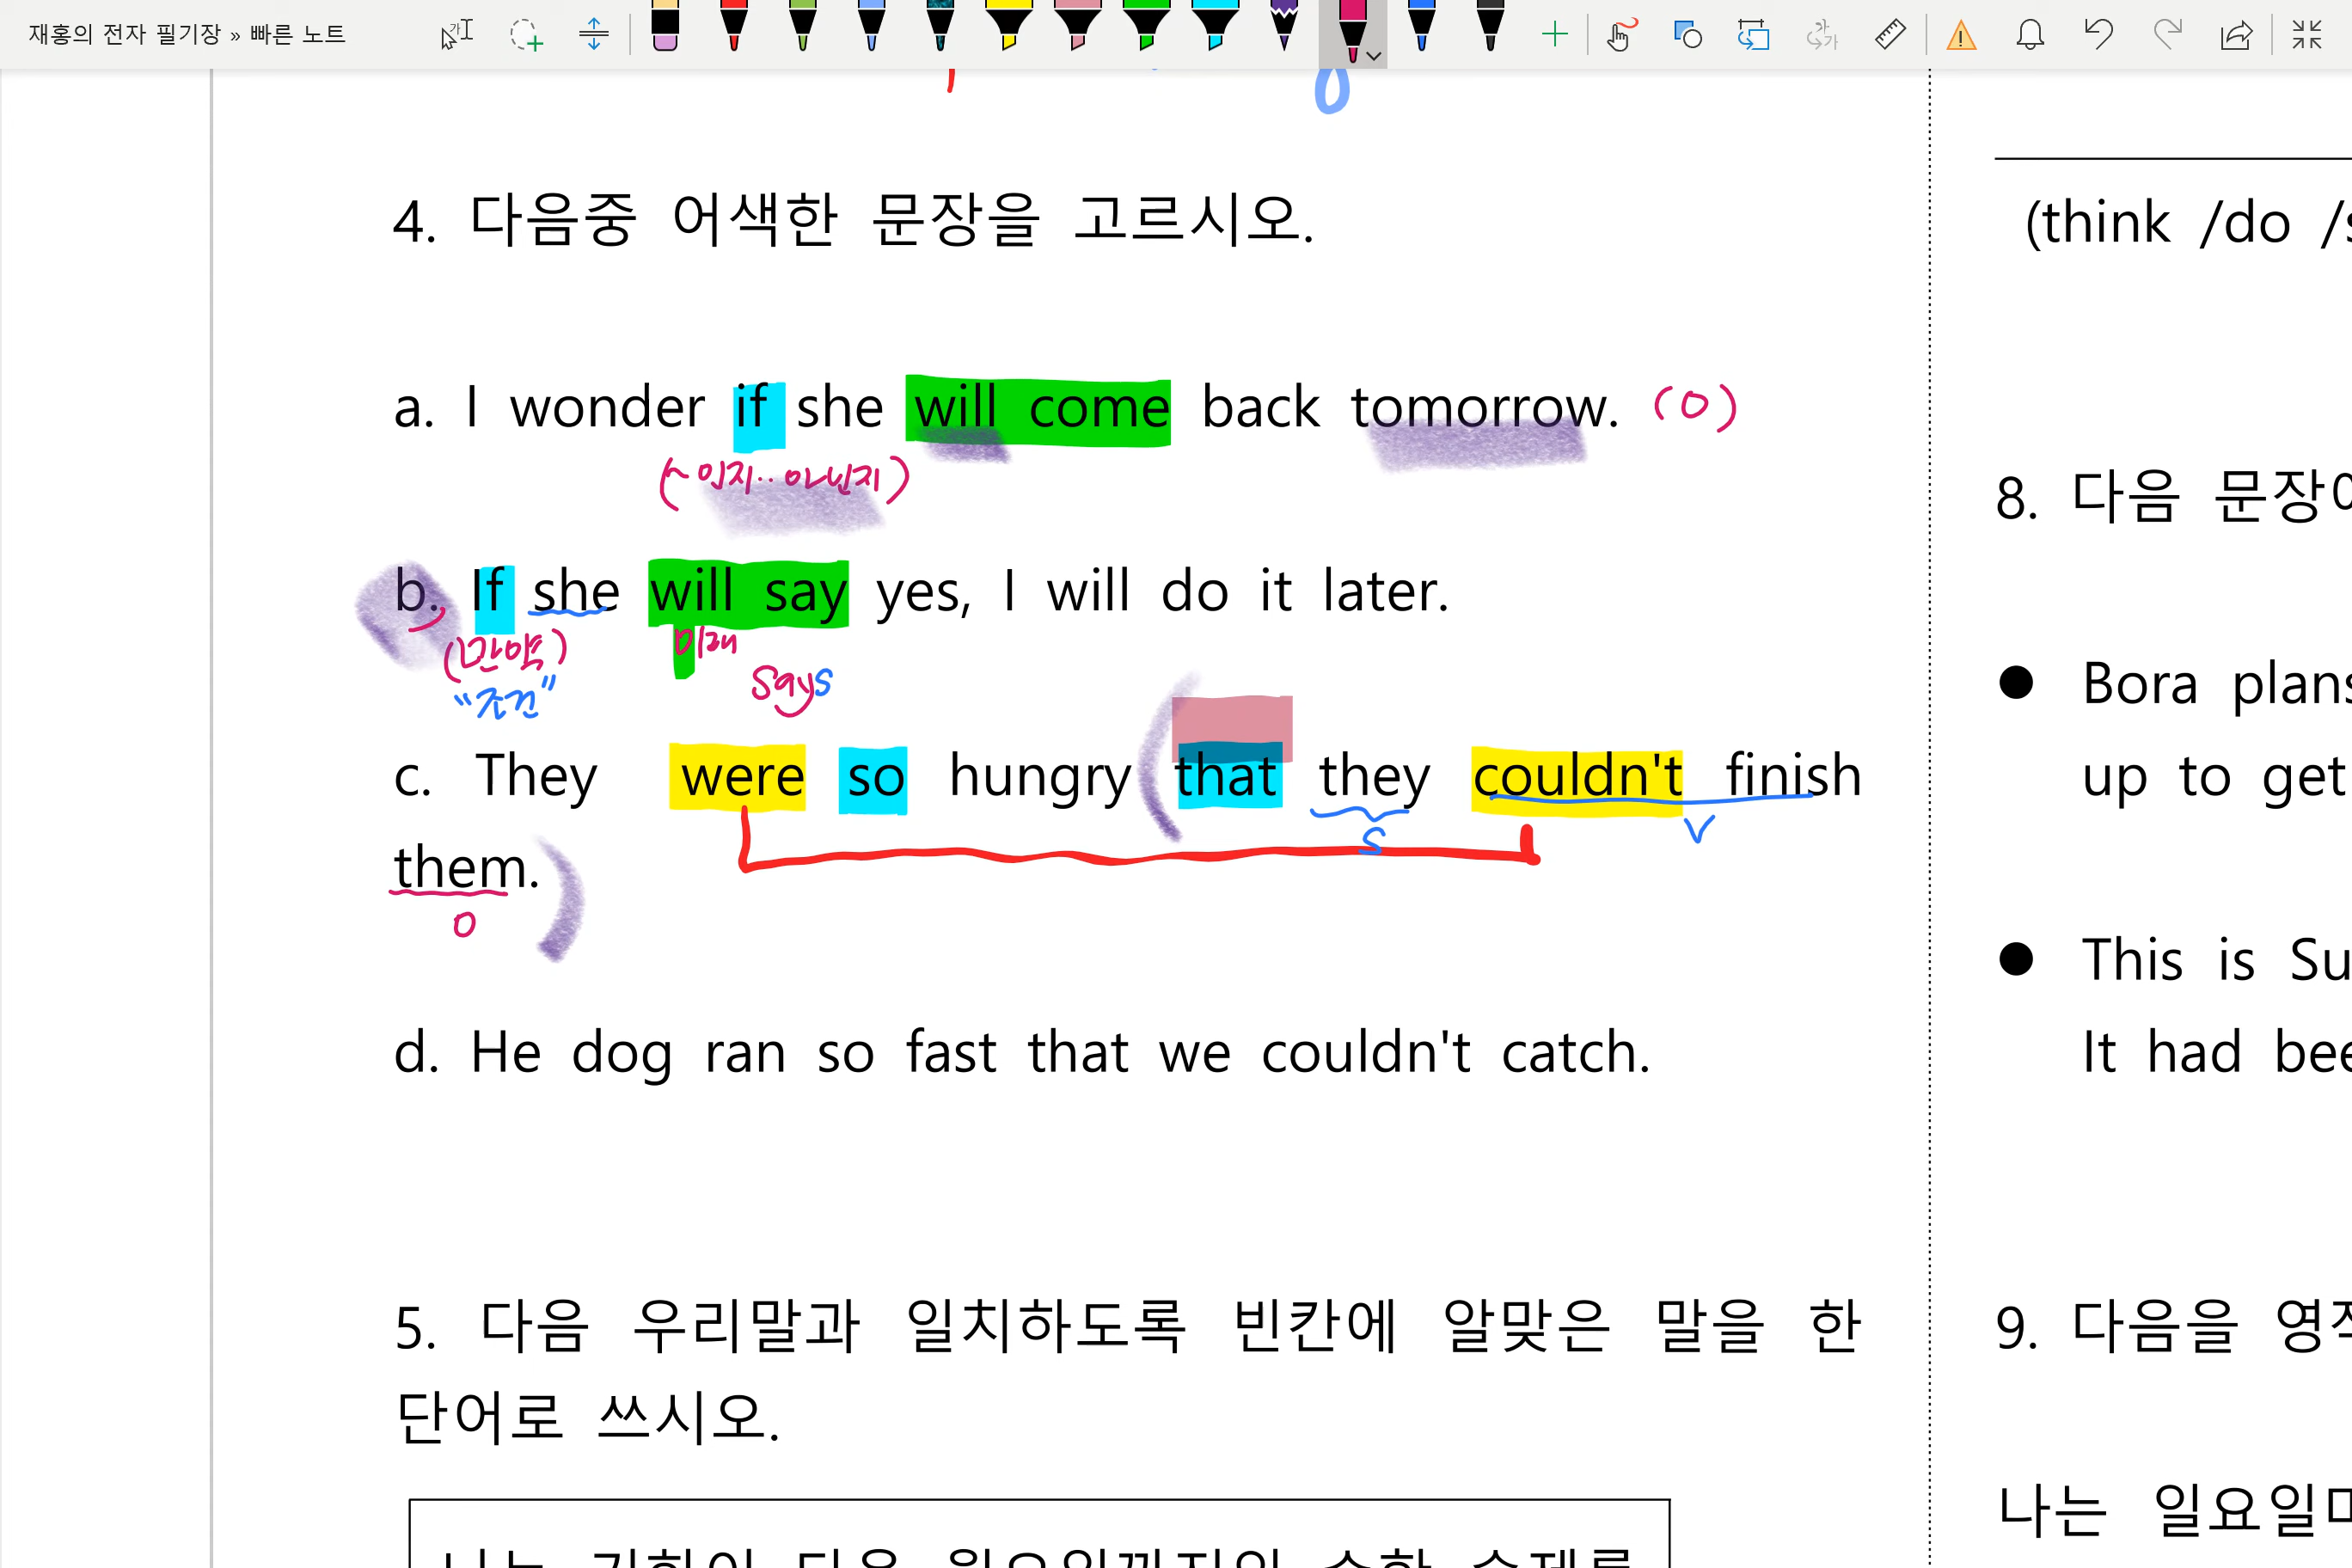 재홍의 전자 필기장 » 빠른 노트
4. 다음중 어색한 문장을 고르시오.
a. I wonder if she will come back tomorrow. (O)
(~인지..아닌지)
b. If she will say yes, I will do it later.
(만약) 미래
"조건" says
c. They were so hungry that they couldn't finish
s v
them.
o
d. He dog ran so fast that we couldn't catch.
5. 다음 우리말과 일치하도록 빈칸에 알맞은 말을 한
단어로 쓰시오.
(think /do /s
8. 다음 문장에
● Bora plans
up to get
● This is Su
It had bee
9. 다음을 영작
나는 일요일마